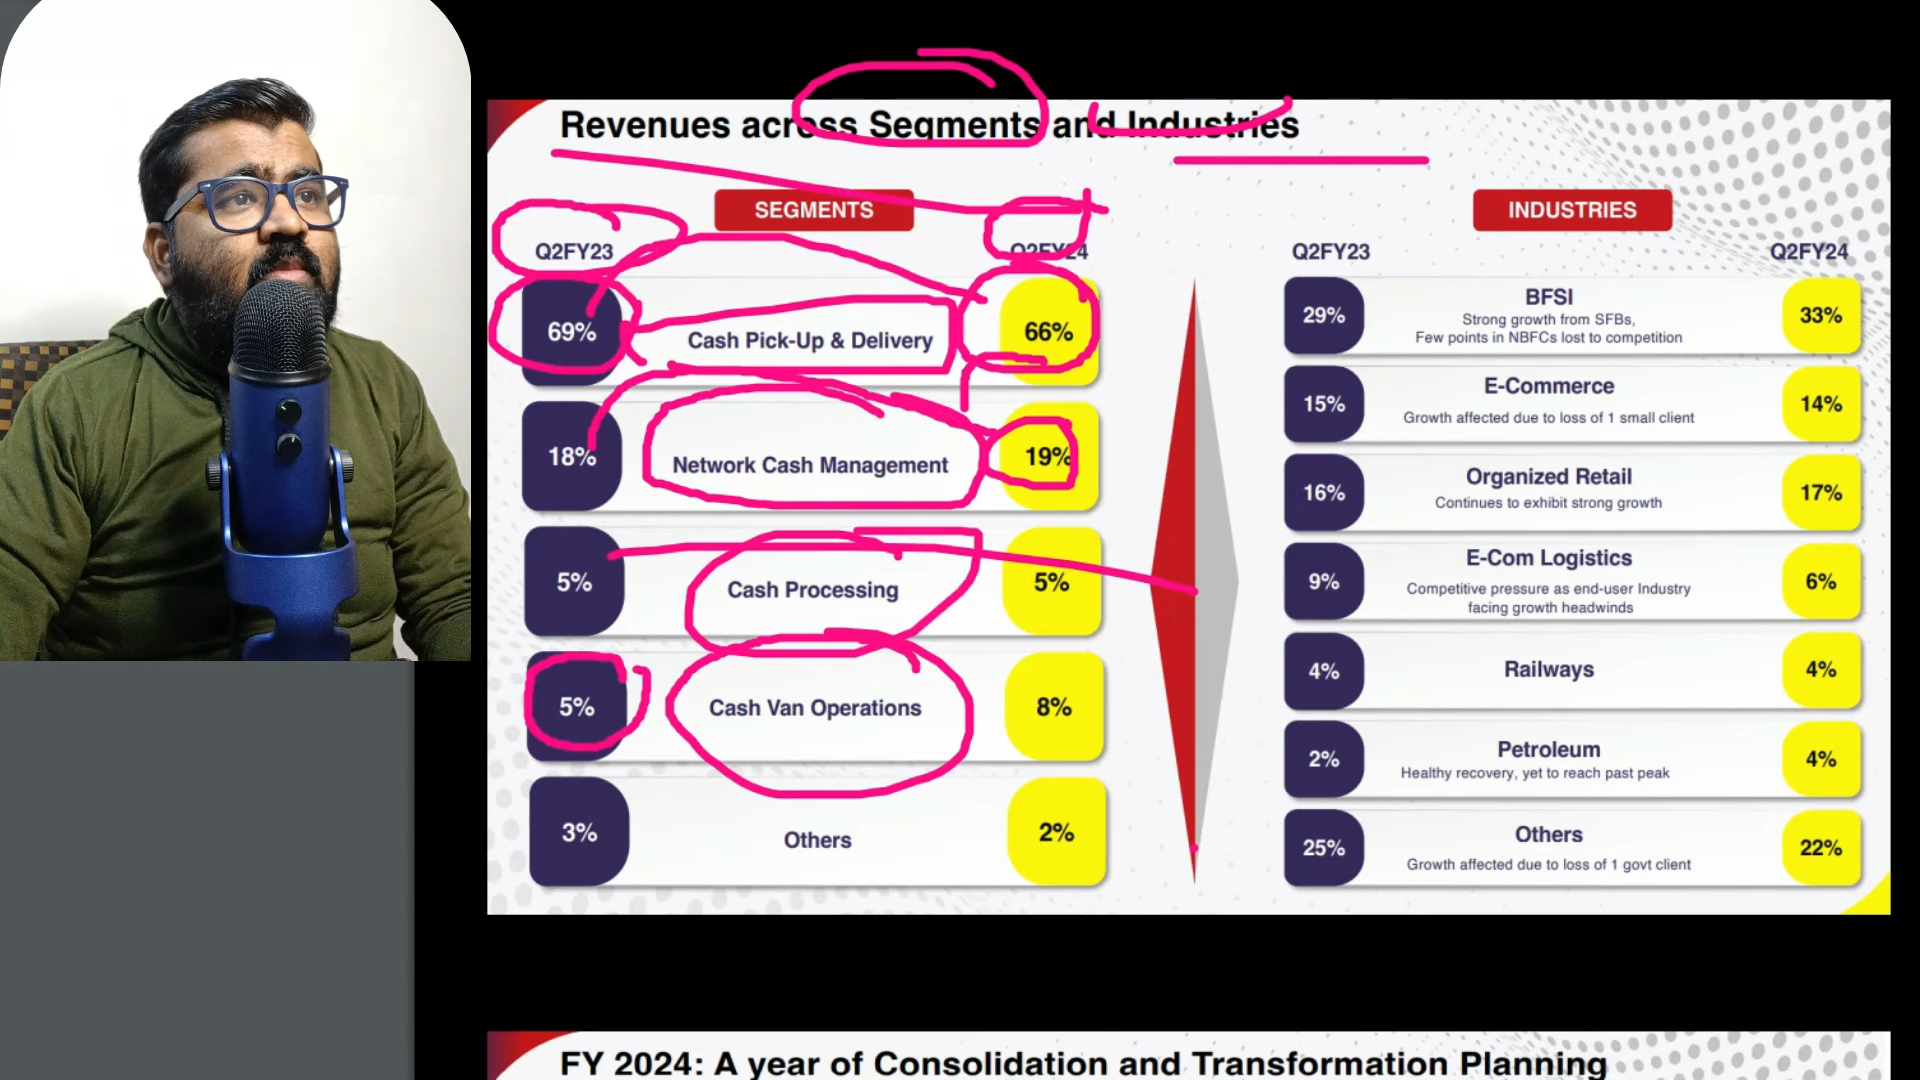 Revenues across Segments and Industries
SEGMENTS
Q2FY23
Q2FY24
69%
Cash Pick-Up & Delivery
66%
18%
Network Cash Management
19%
5%
Cash Processing
5%
5%
Cash Van Operations
8%
3%
Others
2%
INDUSTRIES
Q2FY23
Q2FY24
29%
BFSI
Strong growth from SFBs,
Few points in NBFCs lost to competition
33%
15%
E-Commerce
Growth affected due to loss of 1 small client
14%
16%
Organized Retail
Continues to exhibit strong growth
17%
9%
E-Com Logistics
Competitive pressure as end-user Industry
facing growth headwinds
6%
4%
Railways
4%
2%
Petroleum
Healthy recovery, yet to reach past peak
4%
25%
Others
Growth affected due to loss of 1 govt client
22%
FY 2024: A year of Consolidation and Transformation Planning